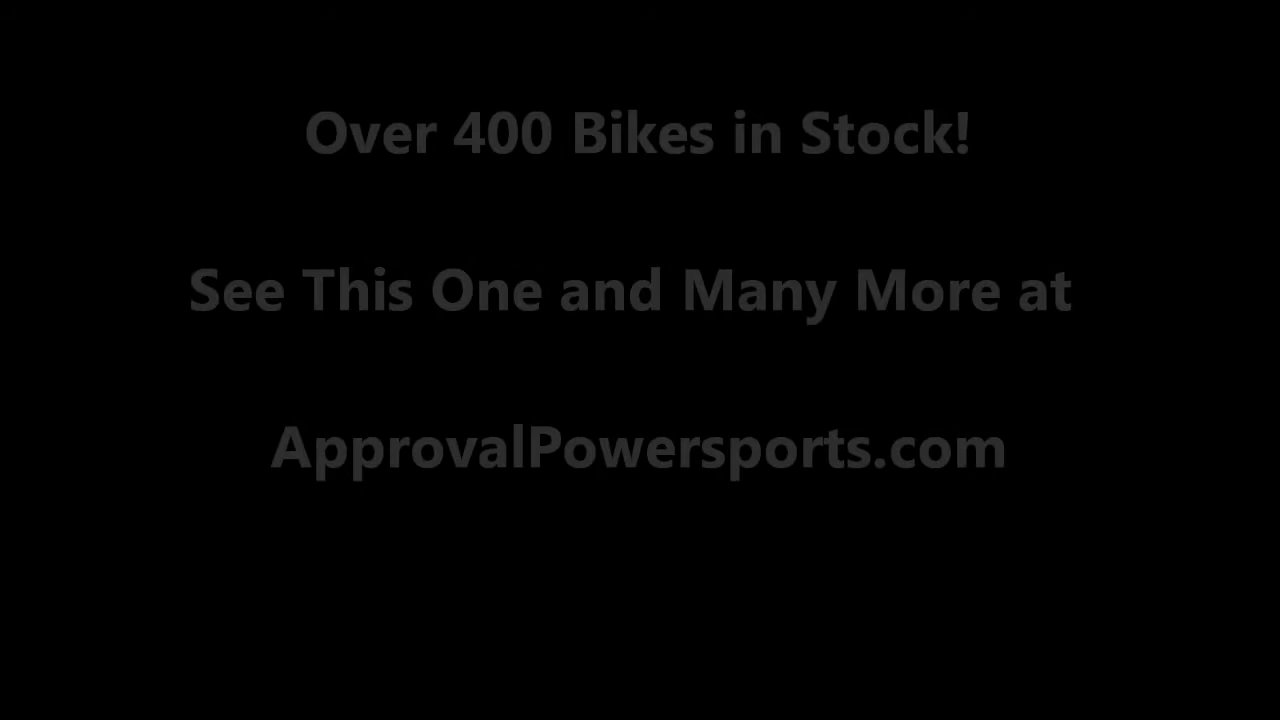 Over 400 Bikes in Stock!
See This One and Many More at
ApprovalPowersports.com